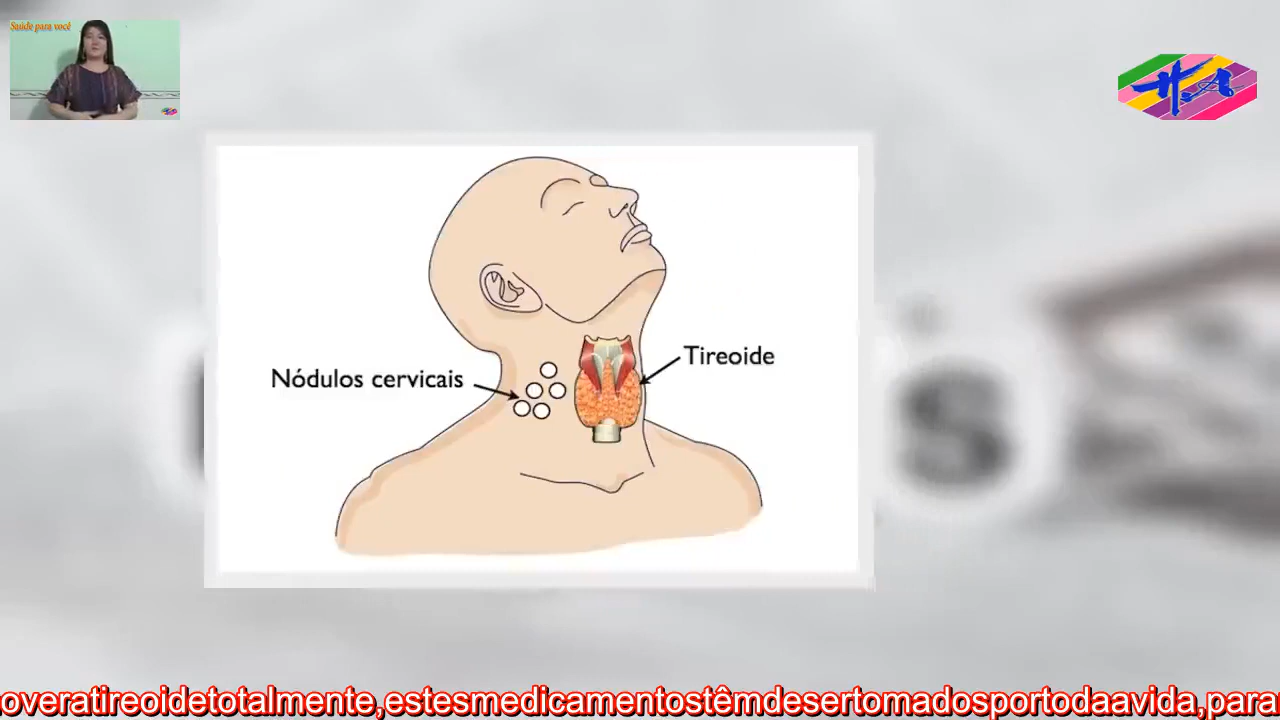 Saúde para você
H.A
Tireoide
Nódulos cervicais
S
overatireoidetotalmente,estesmedicamentostêmdesertomadosportodaavida,para